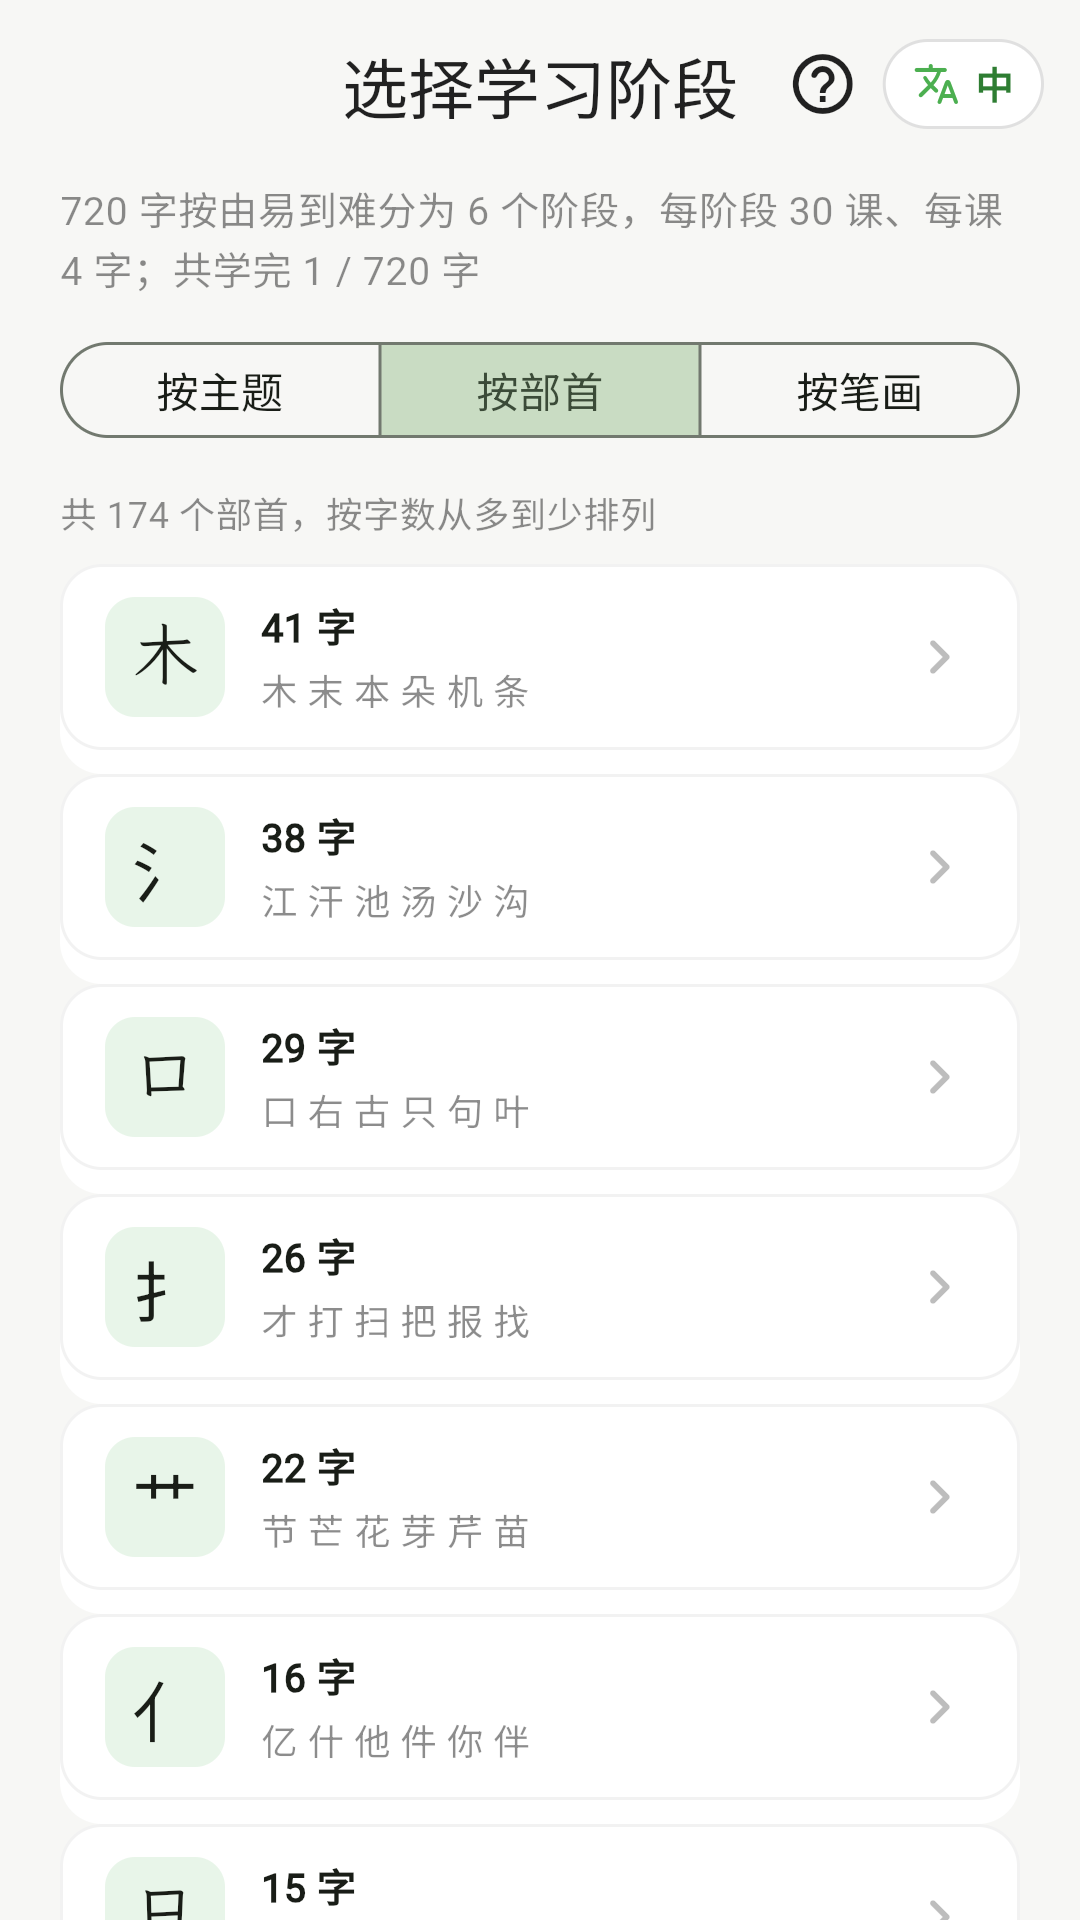 选择学习阶段
中
720 字按由易到难分为 6 个阶段，每阶段 30 课、每课
4 字；共学完 1 / 720 字
按主题
按部首
按笔画
共 174 个部首，按字数从多到少排列
木
41 字
木 末 本 朵 机 条
氵
38 字
江 汗 池 汤 沙 沟
口
29 字
口 右 古 只 句 叶
扌
26 字
才 打 扫 把 报 找
艹
22 字
节 芒 花 芽 芹 苗
亻
16 字
亿 什 他 件 你 伴
日
15 字